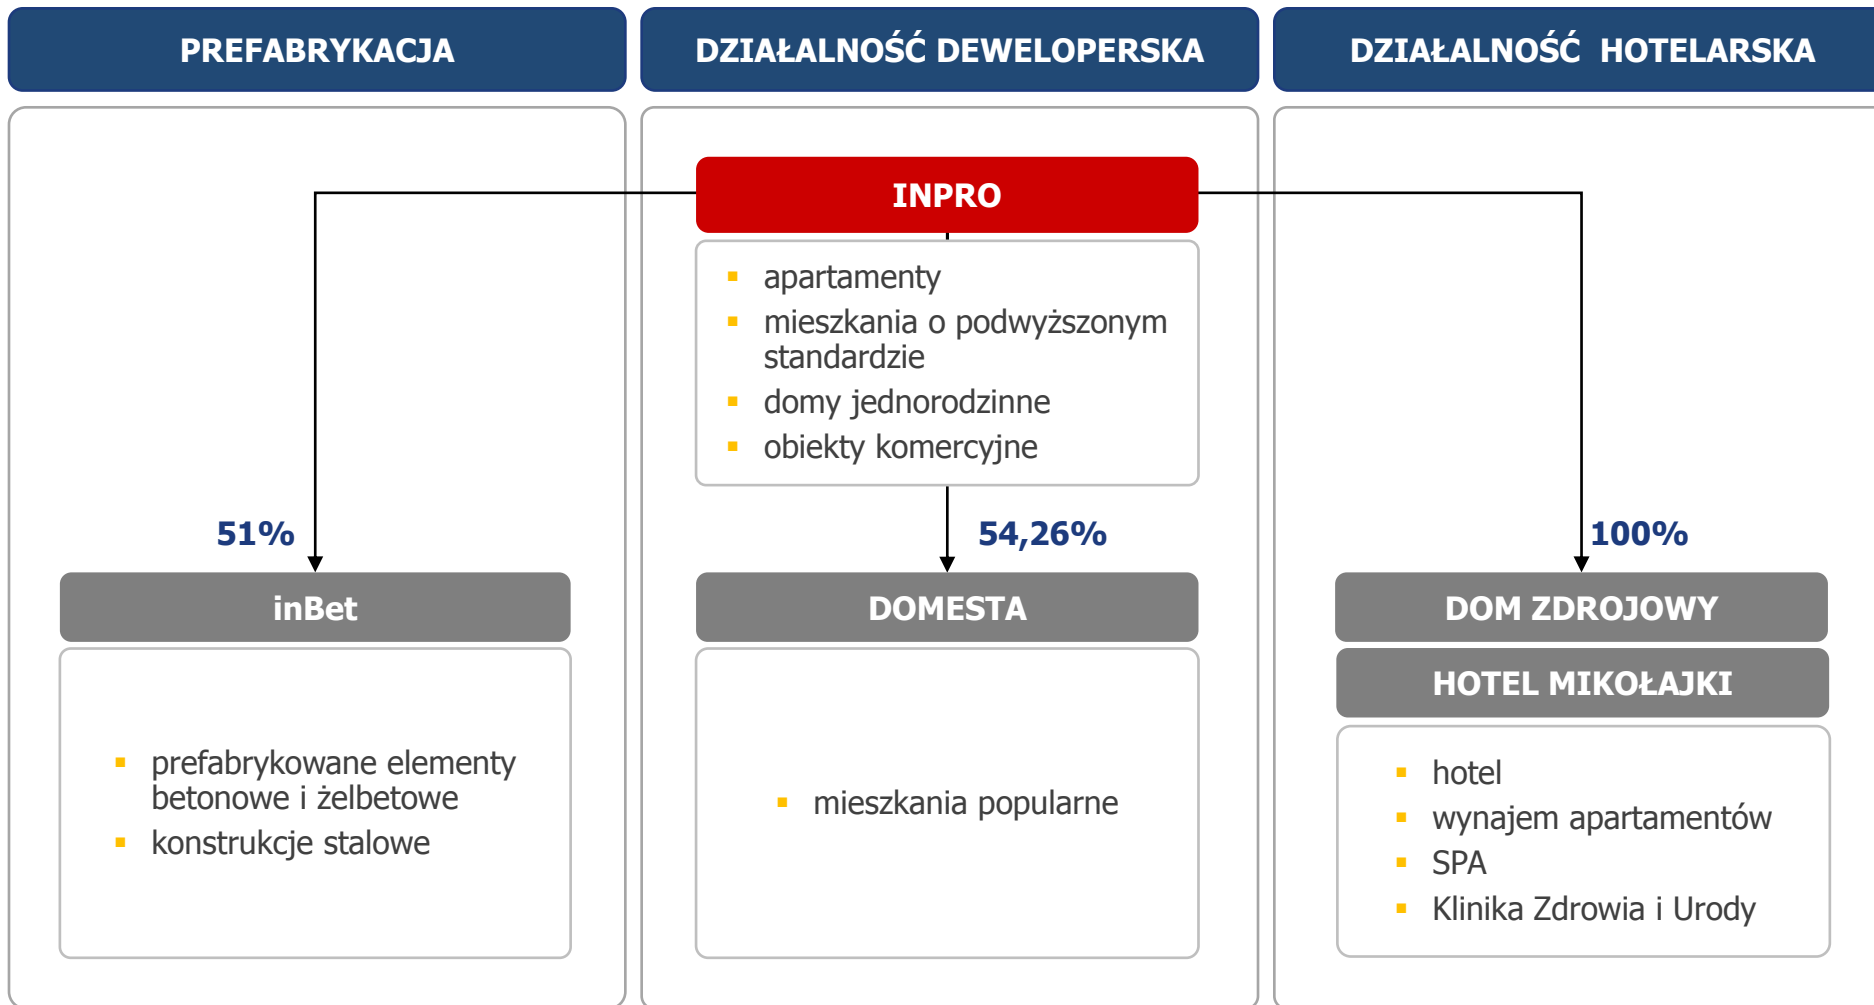 PREFABRYKACJA
DZIAŁALNOŚĆ DEWELOPERSKA
DZIAŁALNOŚĆ HOTELARSKA
INPRO
apartamenty
mieszkania o podwyższonym
standardzie
domy jednorodzinne
obiekty komercyjne
51%
54,26%
100%
inBet
prefabrykowane elementy
betonowe i żelbetowe
konstrukcje stalowe
DOMESTA
mieszkania popularne
DOM ZDROJOWY
HOTEL MIKOŁAJKI
hotel
wynajem apartamentów
SPA
Klinika Zdrowia i Urody